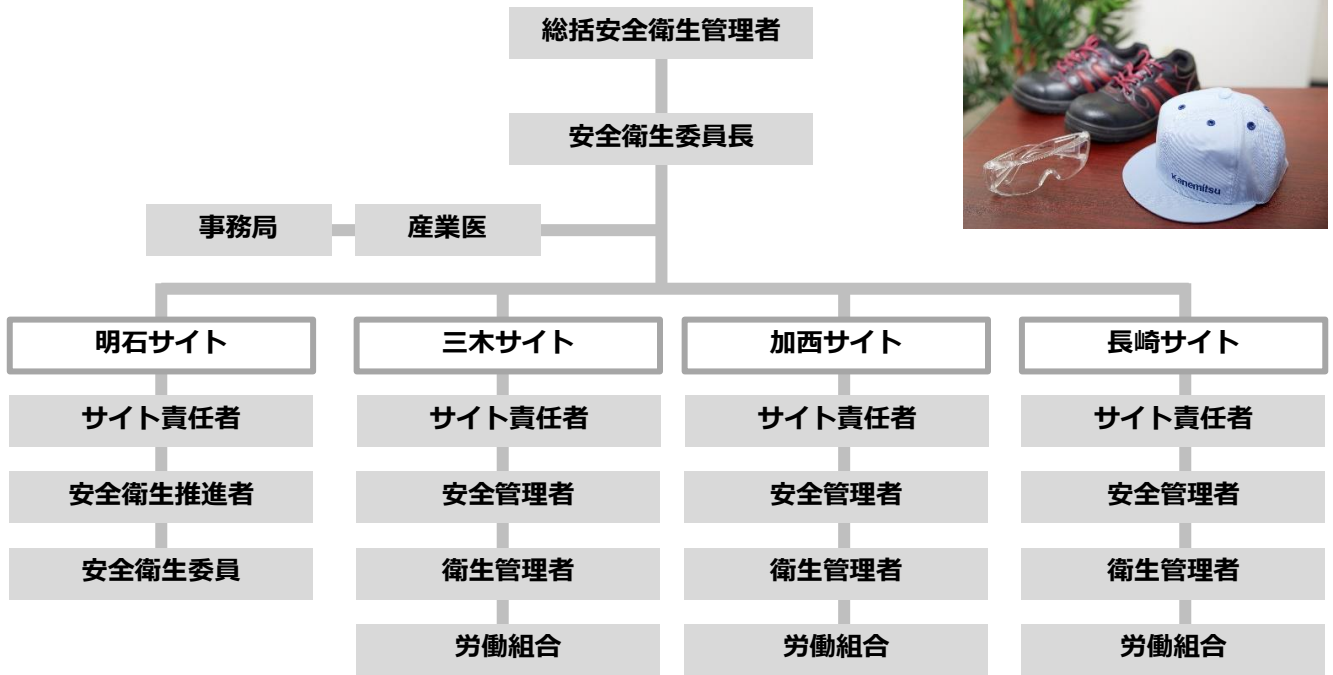 総括安全衛生管理者
安全衛生委員長
Kanemitsu
事務局
産業医
明石サイト
三木サイト
加西サイト
長崎サイト
サイト責任者
サイト責任者
サイト責任者
サイト責任者
安全衛生推進者
安全管理者
安全管理者
安全管理者
安全衛生委員
衛生管理者
衛生管理者
衛生管理者
労働組合
労働組合
労働組合